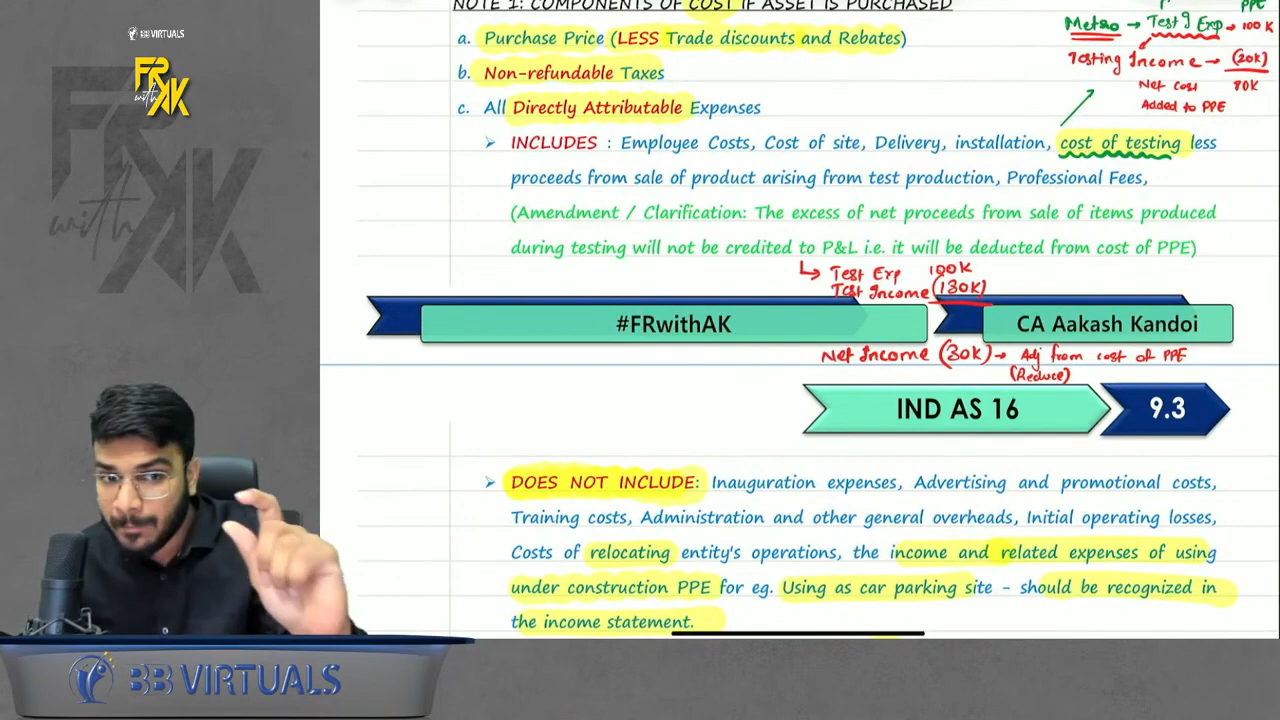 NOTE 1: COMPONENTS OF COST IF ASSET IS PURCHASED
PPE
BB VIRTUALS
FR
with
AK
a. Purchase Price (LESS Trade discounts and Rebates)
Metro → Testg Exp → 100K
Testing Income → (20K)
b. Non-refundable Taxes
Net cost 80K
Added to PPE
c. All Directly Attributable Expenses
➢ INCLUDES : Employee Costs, Cost of site, Delivery, installation, cost of testing less
proceeds from sale of product arising from test production, Professional Fees,
(Amendment / Clarification: The excess of net proceeds from sale of items produced
during testing will not be credited to P&L i.e. it will be deducted from cost of PPE)
Test Exp 100K
Test Income (130K)
#FRwithAK
CA Aakash Kandoi
Net Income (30K) → Adj from cost of PPE
(Reduce)
IND AS 16
9.3
➢ DOES NOT INCLUDE: Inauguration expenses, Advertising and promotional costs,
Training costs, Administration and other general overheads, Initial operating losses,
Costs of relocating entity's operations, the income and related expenses of using
under construction PPE for eg. Using as car parking site – should be recognized in
the income statement.
FR
with
AK
BB VIRTUALS